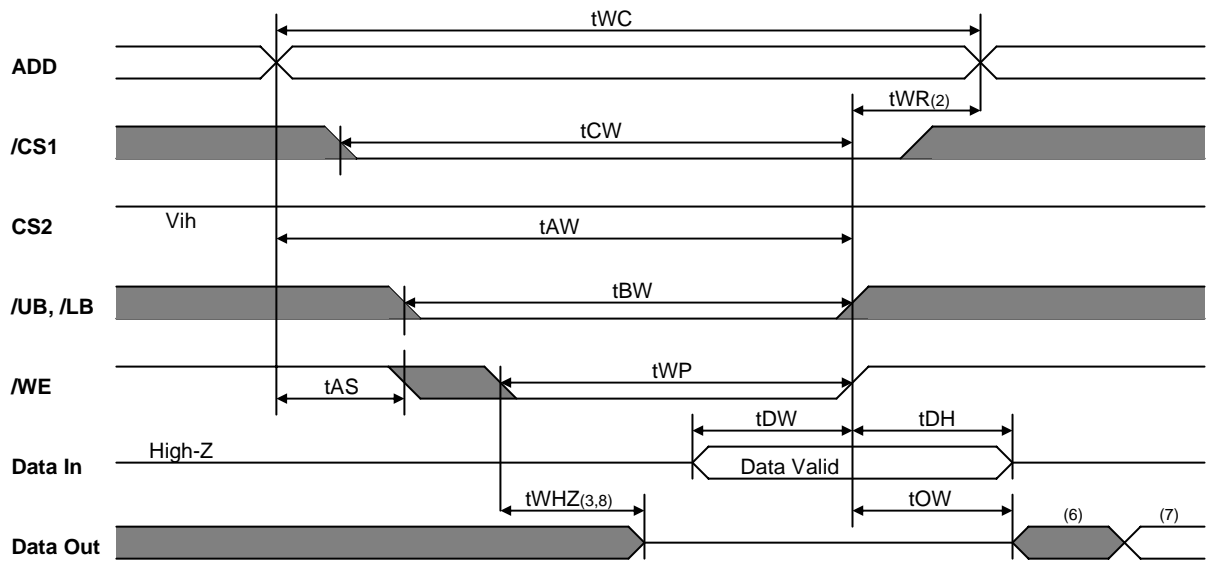 tWC
ADD
tWR(2)
/CS1
tCW
CS2
Vih
tAW
/UB, /LB
tBW
/WE
tAS
tWP
tDW
tDH
Data In
High-Z
Data Valid
tWHZ(3,8)
tOW
Data Out
(6)
(7)